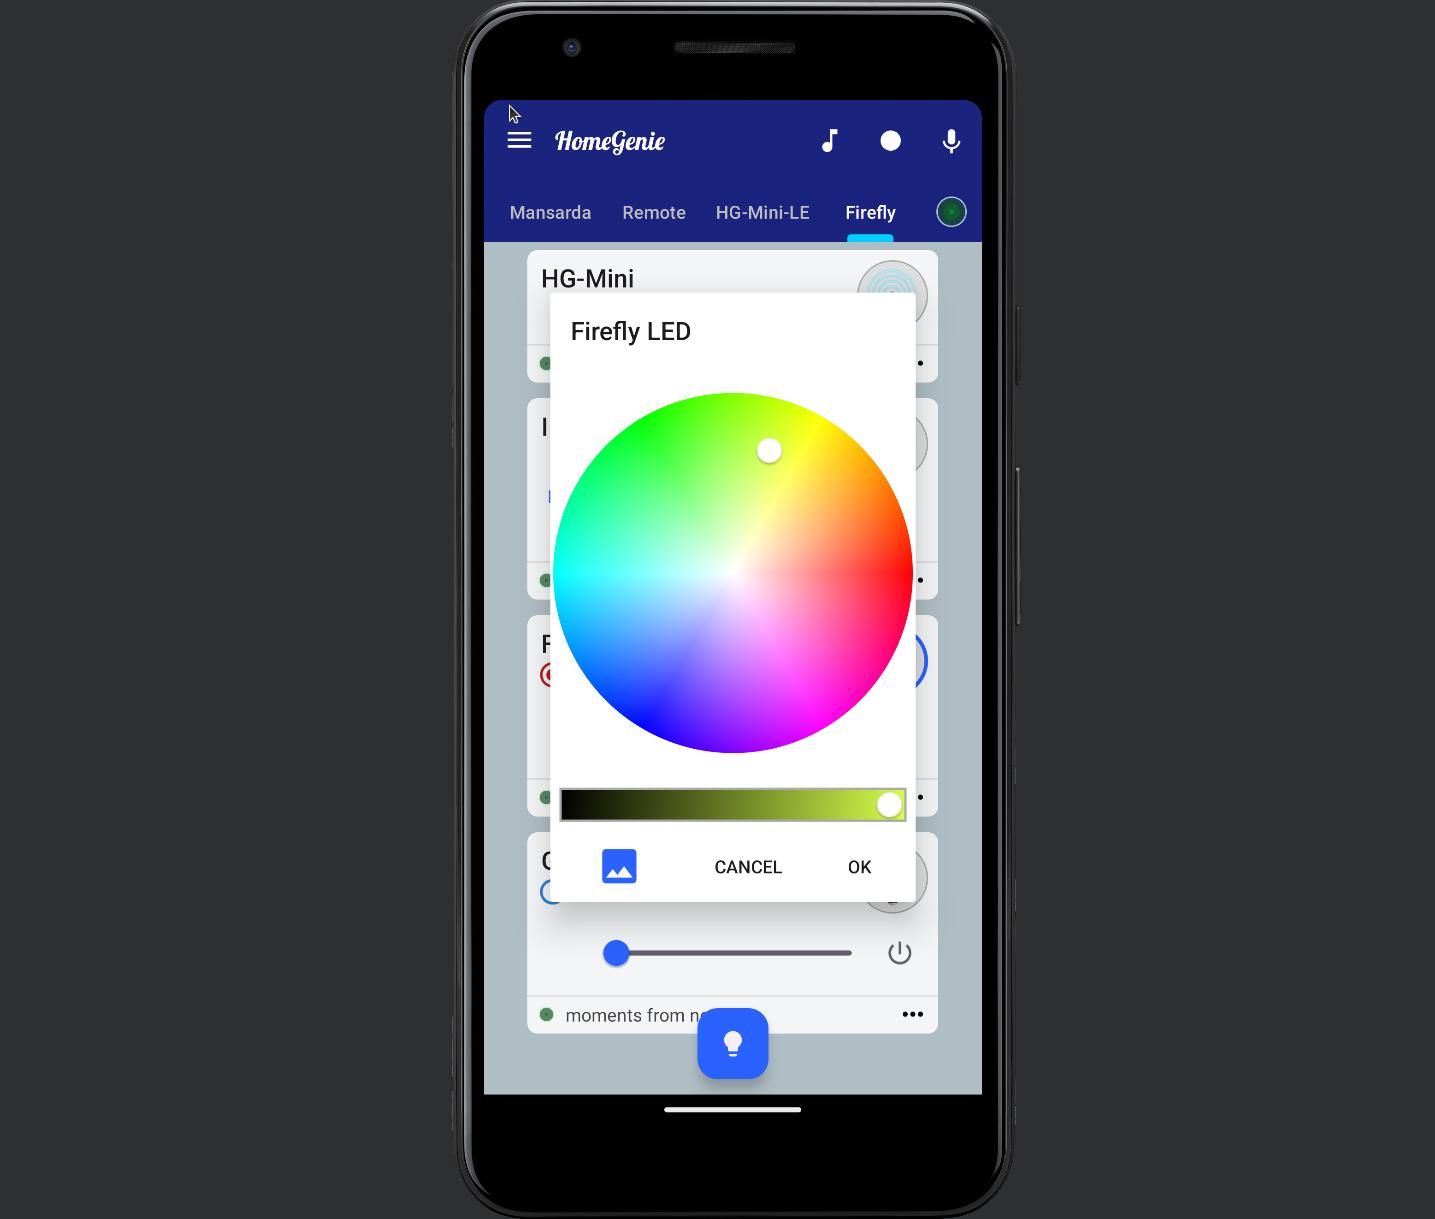 HomeGenie
Mansarda Remote HG-Mini-LE Firefly
HG-Mini
Firefly LED
CANCEL OK
moments from